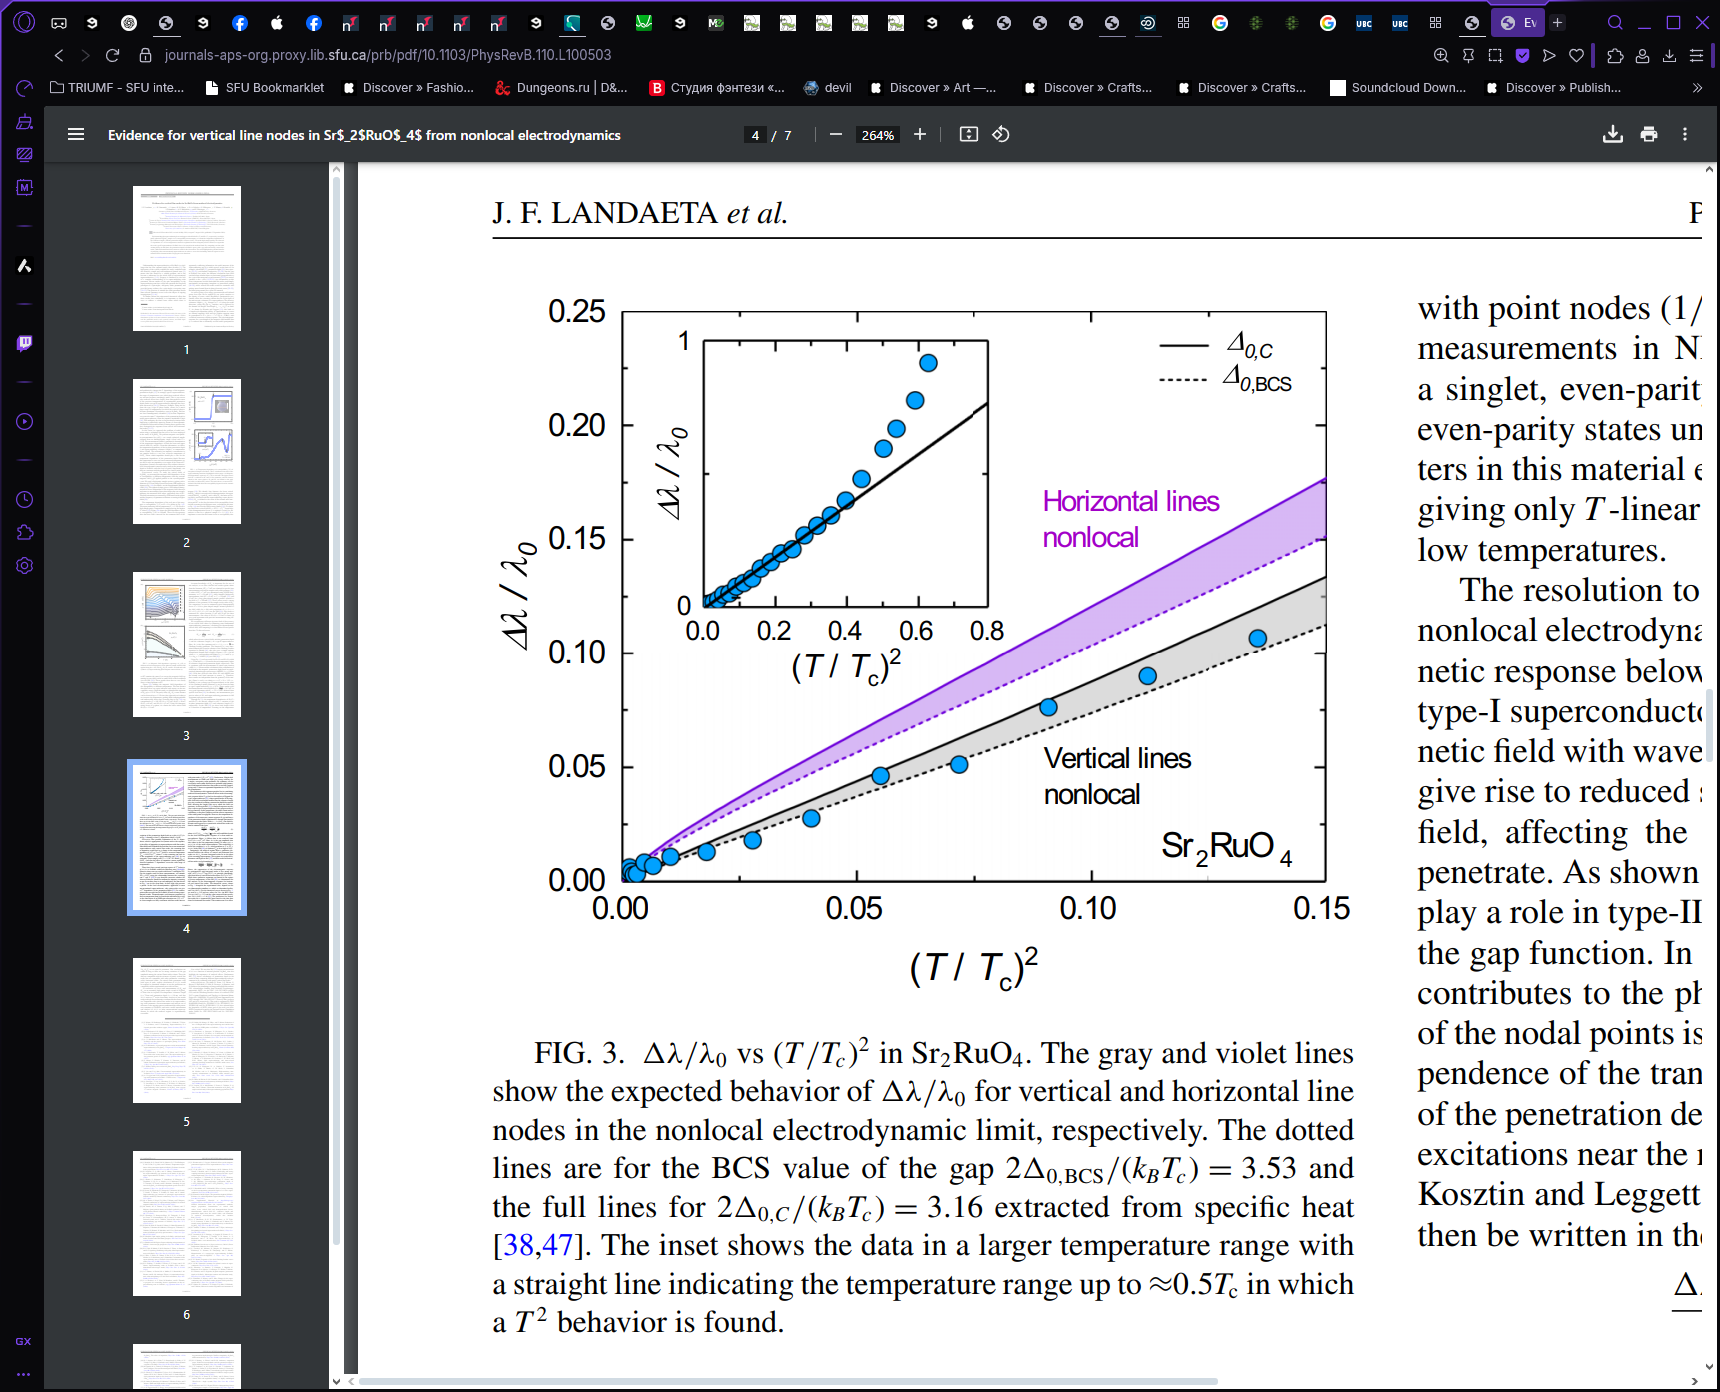 Ev
journals-aps-org.proxy.lib.sfu.ca/prb/pdf/10.1103/PhysRevB.110.L100503
TRIUMF - SFU inte...
SFU Bookmarklet
Discover » Fashio...
Dungeons.ru | D&...
Студия фэнтези «...
devil
Discover » Art —...
Discover » Crafts...
Discover » Crafts...
Soundcloud Down...
Discover » Publish...
Evidence for vertical line nodes in Sr$_2$RuO$_4$ from nonlocal electrodynamics
4 / 7
264%
1
2
3
4
5
6
GX
J. F. LANDAETA et al.
P
0.25
0.20
0.15
0.10
0.05
0.00
0.00
0.05
0.10
0.15
Δλ / λ0
(T / Tc)2
1
0
0.0
0.2
0.4
0.6
0.8
Δλ / λ0
(T / Tc)2
Δ0,C
Δ0,BCS
Horizontal lines
nonlocal
Vertical lines
nonlocal
Sr2RuO4
FIG. 3. Δλ/λ0 vs (T/Tc)2 in Sr2RuO4. The gray and violet lines
show the expected behavior of Δλ/λ0 for vertical and horizontal line
nodes in the nonlocal electrodynamic limit, respectively. The dotted
lines are for the BCS value of the gap 2Δ0,BCS/(kBTc) = 3.53 and
the full lines for 2Δ0,C/(kBTc) = 3.16 extracted from specific heat
[38,47]. The inset shows the data in a larger temperature range with
a straight line indicating the temperature range up to ≈0.5Tc in which
a T2 behavior is found.
with point nodes (1/
measurements in N
a singlet, even-parity
even-parity states un
ters in this material e
giving only T-linear
low temperatures.
The resolution to
nonlocal electrodyna
netic response below
type-I superconducto
netic field with wave
give rise to reduced s
field, affecting the
penetrate. As shown
play a role in type-II
the gap function. In
contributes to the ph
of the nodal points is
pendence of the tran
of the penetration de
excitations near the n
Kosztin and Leggett
then be written in the
Δ